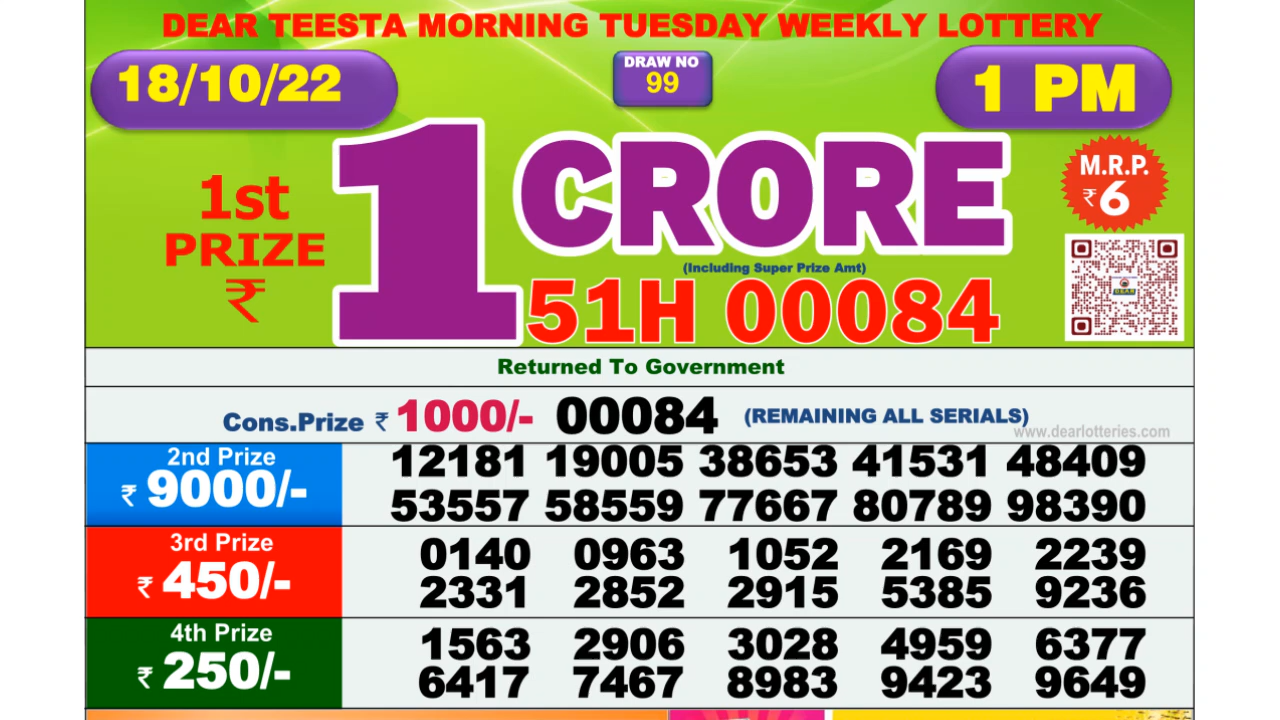 DEAR TEESTA MORNING TUESDAY WEEKLY LOTTERY
18/10/22
DRAW NO
99
1 PM
1st
PRIZE
₹
1 CRORE
(Including Super Prize Amt)
51H 00084
M.R.P.
₹ 6
DEAR
Returned To Government
Cons.Prize ₹ 1000/- 00084 (REMAINING ALL SERIALS)
www.dearlotteries.com
2nd Prize
₹ 9000/-
12181 19005 38653 41531 48409
53557 58559 77667 80789 98390
3rd Prize
₹ 450/-
0140 0963 1052 2169 2239
2331 2852 2915 5385 9236
4th Prize
₹ 250/-
1563 2906 3028 4959 6377
6417 7467 8983 9423 9649